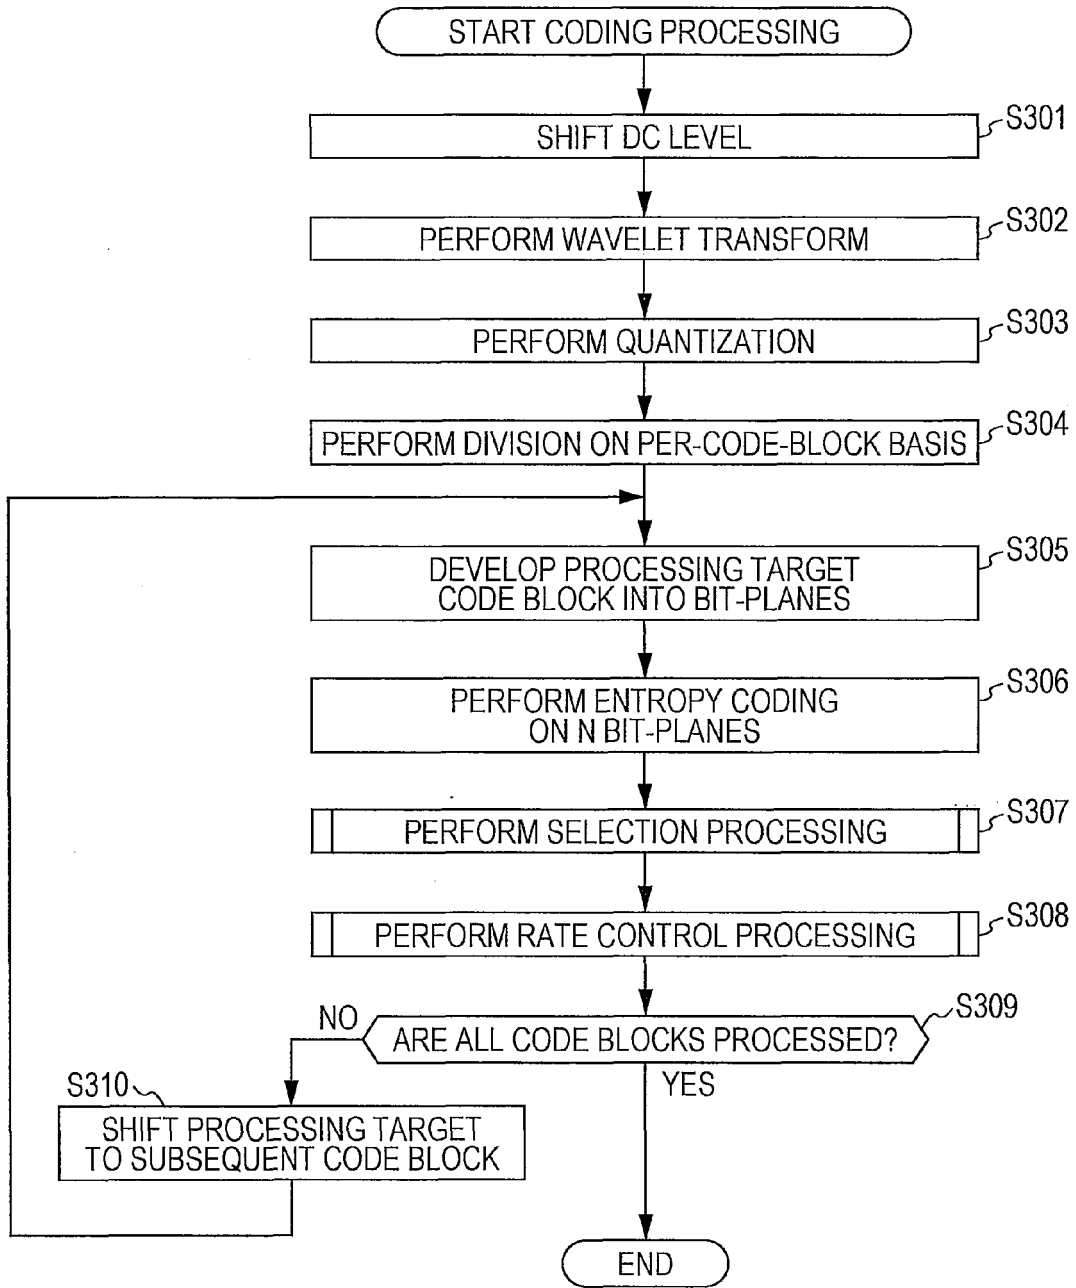 START CODING PROCESSING
S301
SHIFT DC LEVEL
S302
PERFORM WAVELET TRANSFORM
S303
PERFORM QUANTIZATION
S304
PERFORM DIVISION ON PER-CODE-BLOCK BASIS
S305
DEVELOP PROCESSING TARGET
CODE BLOCK INTO BIT-PLANES
S306
PERFORM ENTROPY CODING
ON N BIT-PLANES
S307
PERFORM SELECTION PROCESSING
S308
PERFORM RATE CONTROL PROCESSING
S309
NO
ARE ALL CODE BLOCKS PROCESSED?
YES
S310
SHIFT PROCESSING TARGET
TO SUBSEQUENT CODE BLOCK
END